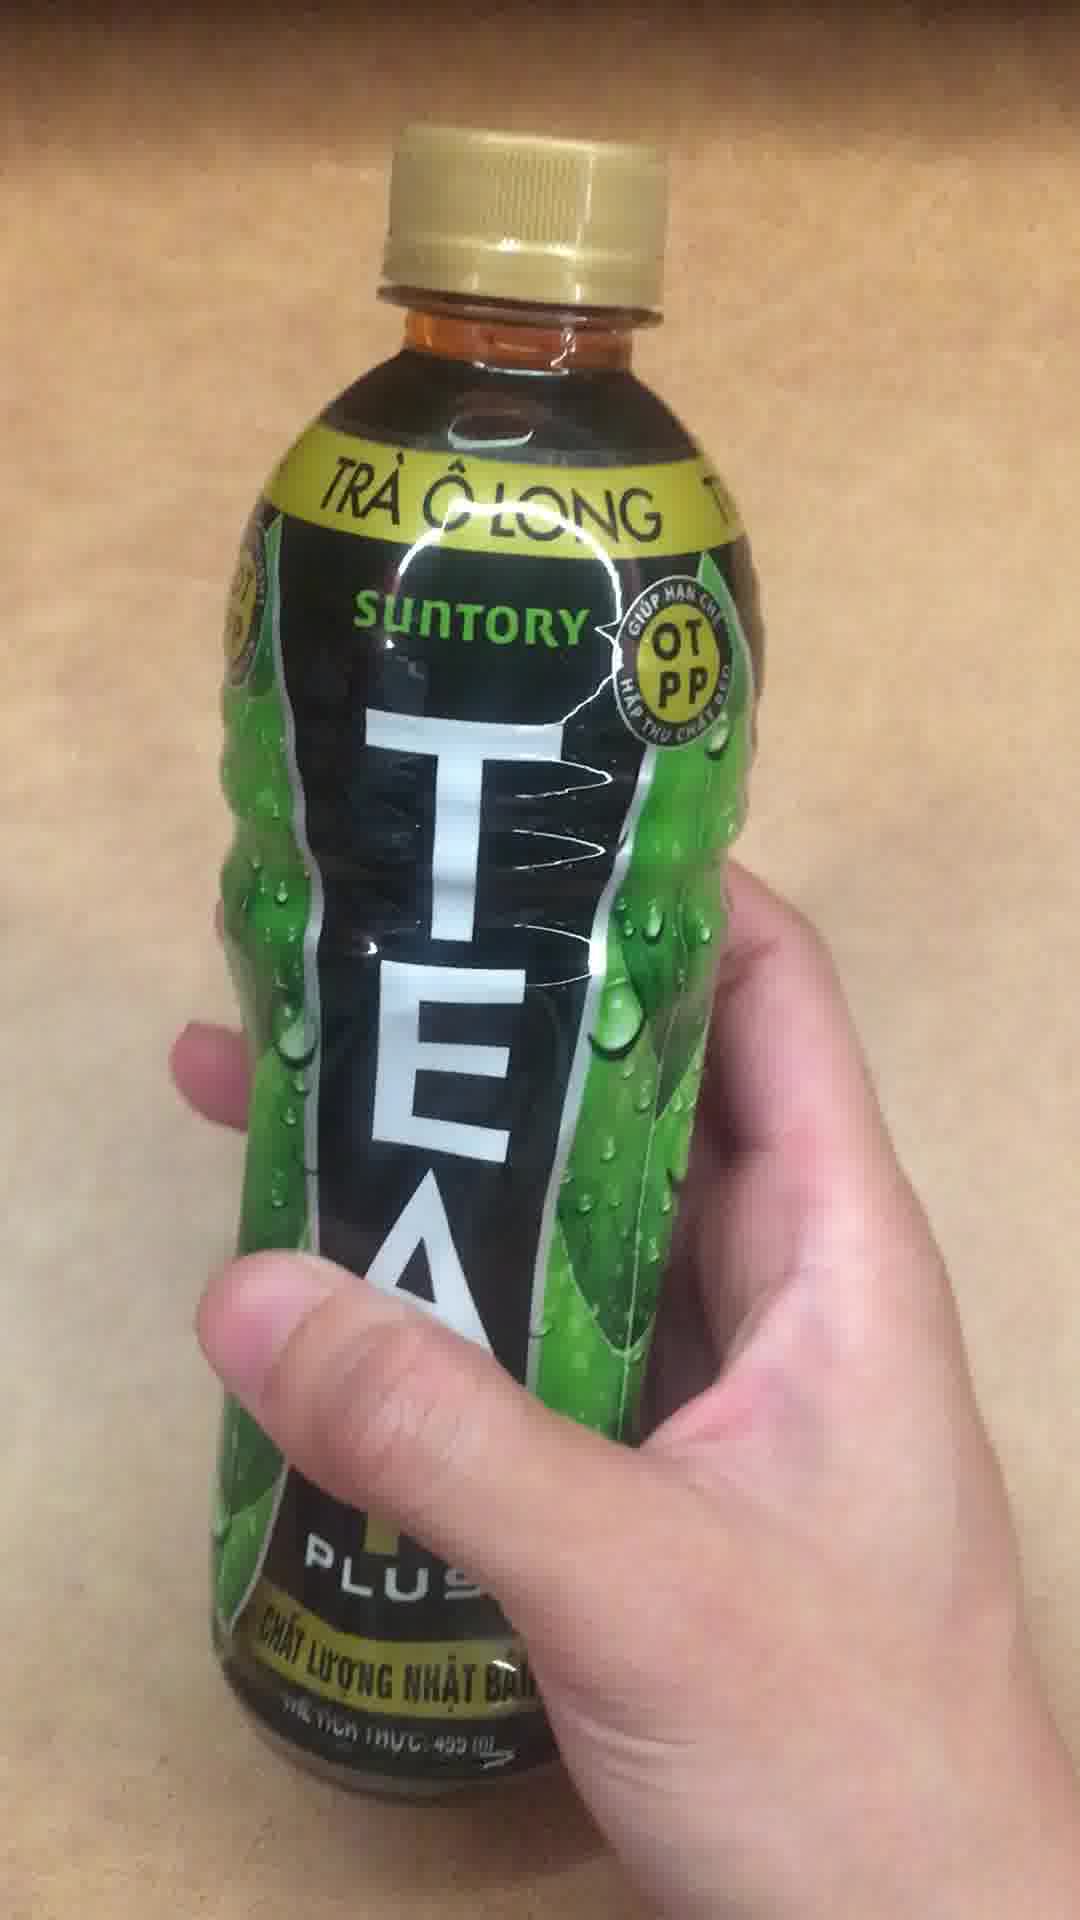 TRÀ Ô LONG
SUNTORY
GIÚP HẠN CHẾ
OT
PP
HẤP THU CHẤT BÉO
TEA
PLUS
CHẤT LƯỢNG NHẬT BẢN
THỂ TÍCH THỰC: 455 ml